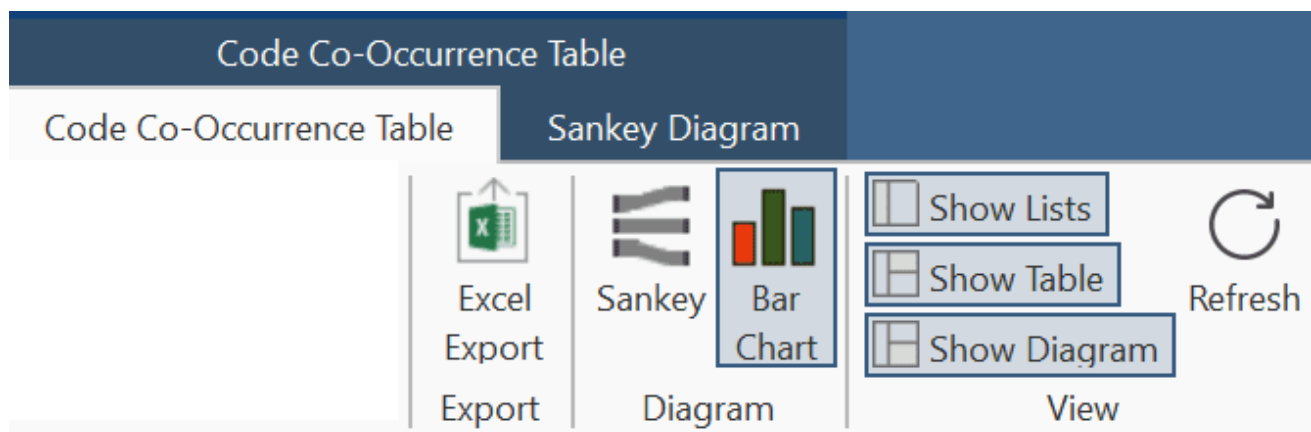 Code Co-Occurrence Table
Code Co-Occurrence Table
Sankey Diagram
X
Excel
Export
Sankey
Bar
Chart
Show Lists
Show Table
Show Diagram
Refresh
Export
Diagram
View